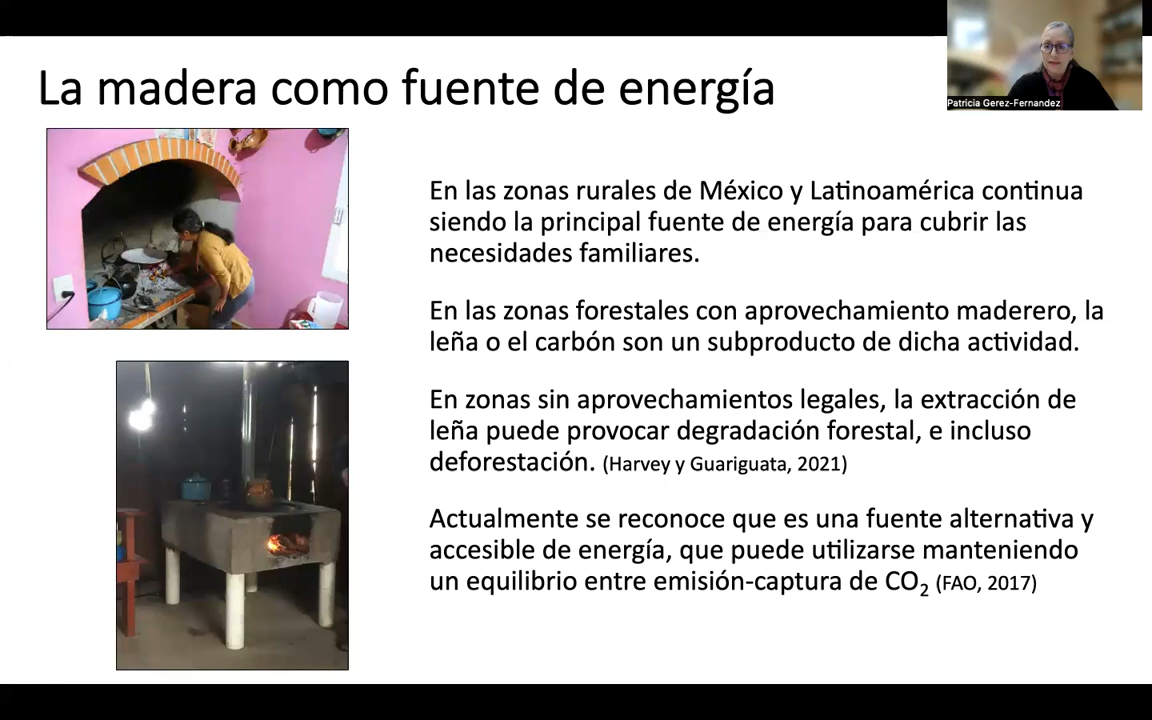 La madera como fuente de energía
Patricia Gerez-Fernandez
En las zonas rurales de México y Latinoamérica continua
siendo la principal fuente de energía para cubrir las
necesidades familiares.
En las zonas forestales con aprovechamiento maderero, la
leña o el carbón son un subproducto de dicha actividad.
En zonas sin aprovechamientos legales, la extracción de
leña puede provocar degradación forestal, e incluso
deforestación. (Harvey y Guariguata, 2021)
Actualmente se reconoce que es una fuente alternativa y
accesible de energía, que puede utilizarse manteniendo
un equilibrio entre emisión-captura de CO₂ (FAO, 2017)